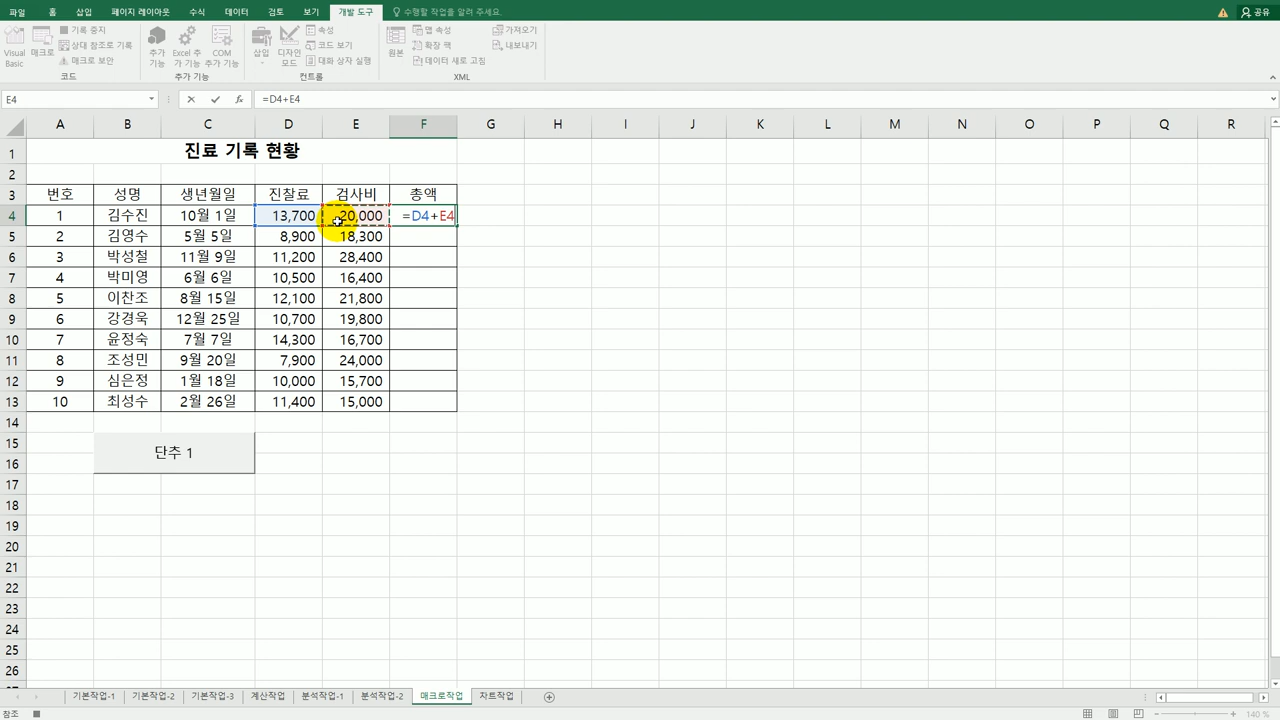 파일 홈 삽입 페이지 레이아웃 수식 데이터 검토 보기 개발 도구 수행할 작업을 알려 주세요. 공유
Visual Basic 매크로 기록 중지 상대 참조로 기록 매크로 보안 추가 기능 Excel 추가 기능 COM 추가 기능 삽입 디자인 모드 속성 코드 보기 대화 상자 실행 원본 맵 속성 확장 팩 데이터 새로 고침 가져오기 내보내기
코드 추가 기능 컨트롤 XML
E4 fx =D4+E4
A B C D E F G H I J K L M N O P Q R
1 진료 기록 현황
2
3 번호 성명 생년월일 진찰료 검사비 총액
4 1 김수진 10월 1일 13,700 20,000 =D4+E4
5 2 김영수 5월 5일 8,900 18,300
6 3 박성철 11월 9일 11,200 28,400
7 4 박미영 6월 6일 10,500 16,400
8 5 이찬조 8월 15일 12,100 21,800
9 6 강경욱 12월 25일 10,700 19,800
10 7 윤정숙 7월 7일 14,300 16,700
11 8 조성민 9월 20일 7,900 24,000
12 9 심은정 1월 18일 10,000 15,700
13 10 최성수 2월 26일 11,400 15,000
14
15
단추 1
16
17
18
19
20
21
22
23
24
25
26
기본작업-1 기본작업-2 기본작업-3 계산작업 분석작업-1 분석작업-2 매크로작업 차트작업
참조 140 %